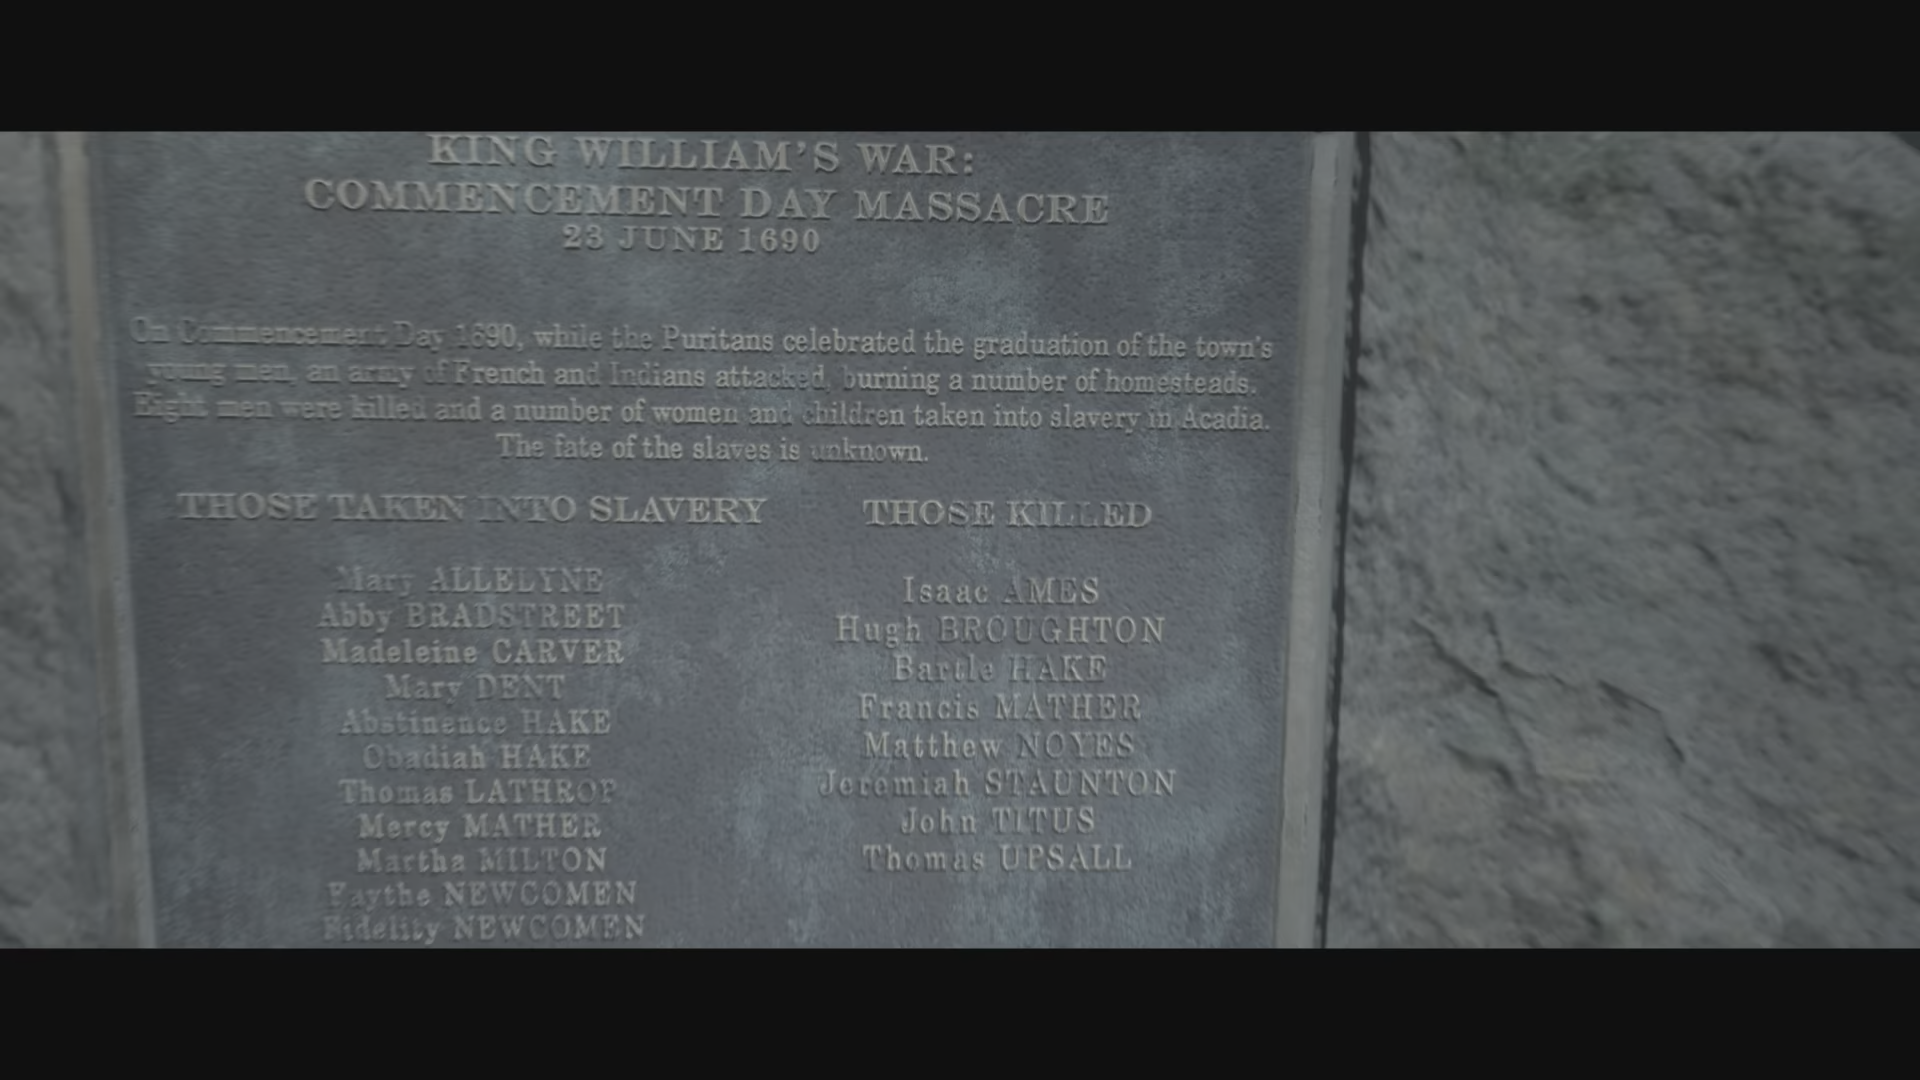 KING WILLIAM'S WAR:
COMMENCEMENT DAY MASSACRE
23 JUNE 1690
On Commencement Day 1690, while the Puritans celebrated the graduation of the town's
young men, an army of French and Indians attacked, burning a number of homesteads.
Eight men were killed and a number of women and children taken into slavery in Acadia.
The fate of the slaves is unknown.
THOSE TAKEN INTO SLAVERY
Mary ALLELYNE
Abby BRADSTREET
Madeleine CARVER
Mary DENT
Abstinence HAKE
Obadiah HAKE
Thomas LATHROP
Mercy MATHER
Martha MILTON
Faythe NEWCOMEN
Fidelity NEWCOMEN
THOSE KILLED
Isaac AMES
Hugh BROUGHTON
Bartle HAKE
Francis MATHER
Matthew NOYES
Jeremiah STAUNTON
John TITUS
Thomas UPSALL